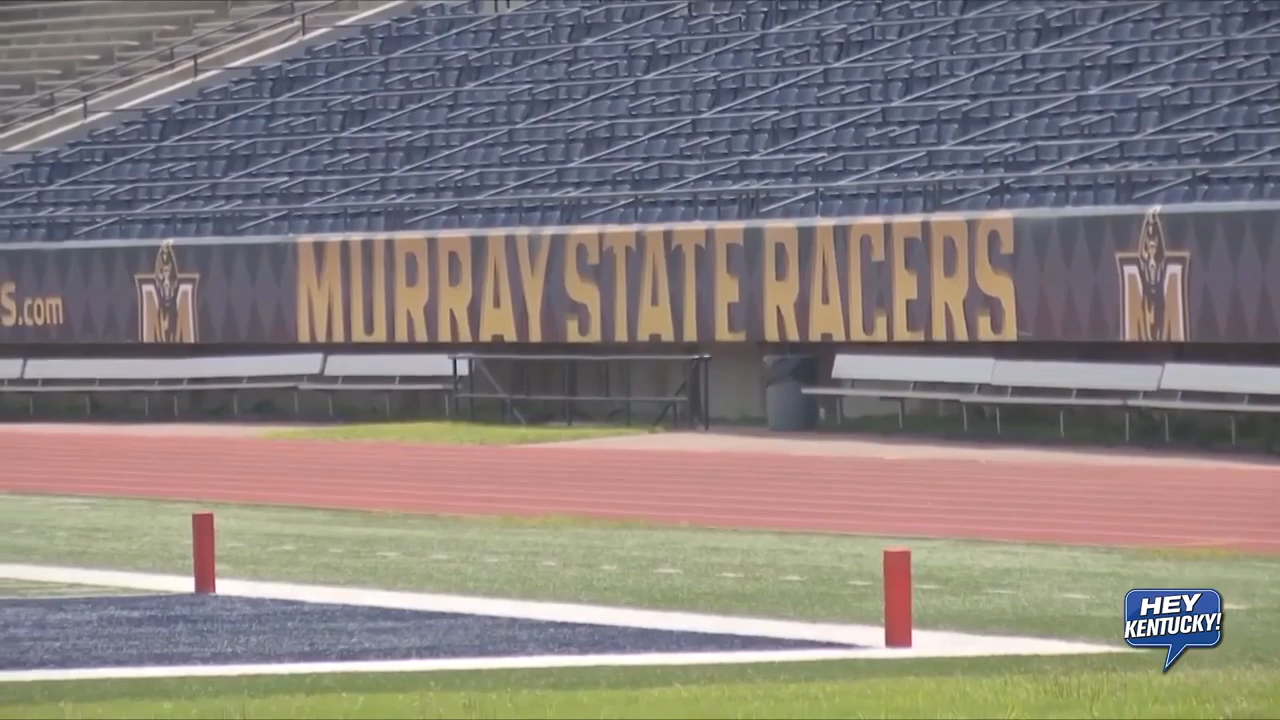 S.com
M
MURRAY STATE RACERS
M
HEY
KENTUCKY!